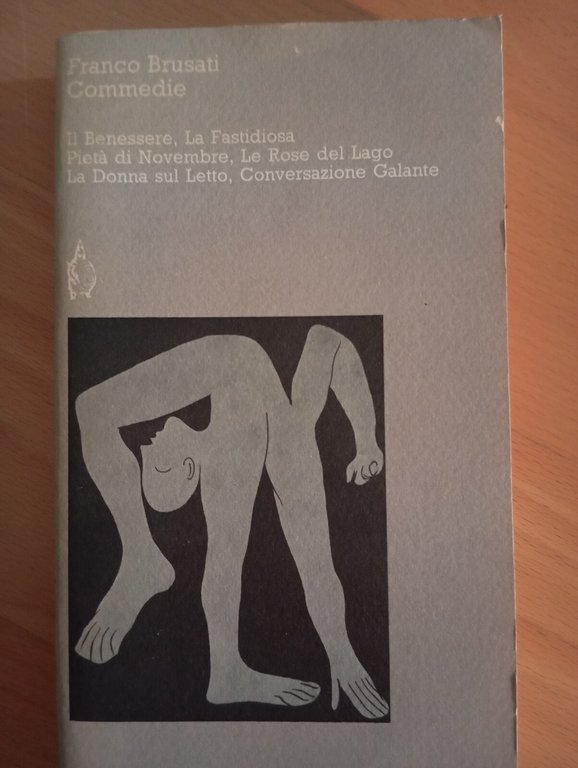 Franco Brusati
Commedie
Il Benessere, La Fastidiosa
Pietà di Novembre, Le Rose del Lago
La Donna sul Letto, Conversazione Galante